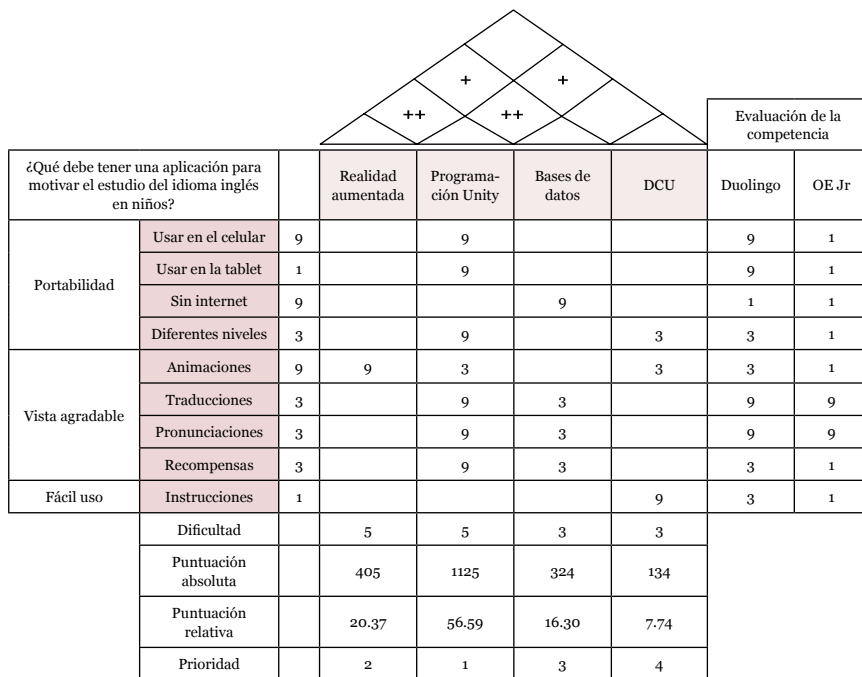 + +
++ ++
Evaluación de la
competencia
¿Qué debe tener una aplicación para
motivar el estudio del idioma inglés
en niños?
Realidad
aumentada
Programa-
ción Unity
Bases de
datos
DCU
Duolingo
OE Jr
Portabilidad
Usar en el celular 9 9 9 1
Usar en la tablet 1 9 9 1
Sin internet 9 9 1 1
Diferentes niveles 3 9 3 3 1
Vista agradable
Animaciones 9 9 3 3 3 1
Traducciones 3 9 3 9 9
Pronunciaciones 3 9 3 9 9
Recompensas 3 9 3 3 1
Fácil uso Instrucciones 1 9 3 1
Dificultad 5 5 3 3
Puntuación
absoluta
405 1125 324 134
Puntuación
relativa
20.37 56.59 16.30 7.74
Prioridad 2 1 3 4